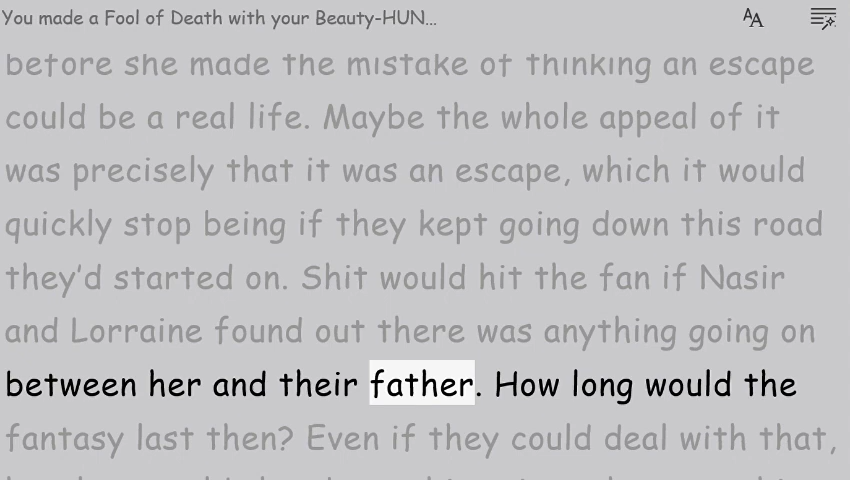 You made a Fool of Death with your Beauty-HUN...
AA
before she made the mistake of thinking an escape
could be a real life. Maybe the whole appeal of it
was precisely that it was an escape, which it would
quickly stop being if they kept going down this road
they'd started on. Shit would hit the fan if Nasir
and Lorraine found out there was anything going on
between her and their father. How long would the
fantasy last then? Even if they could deal with that,